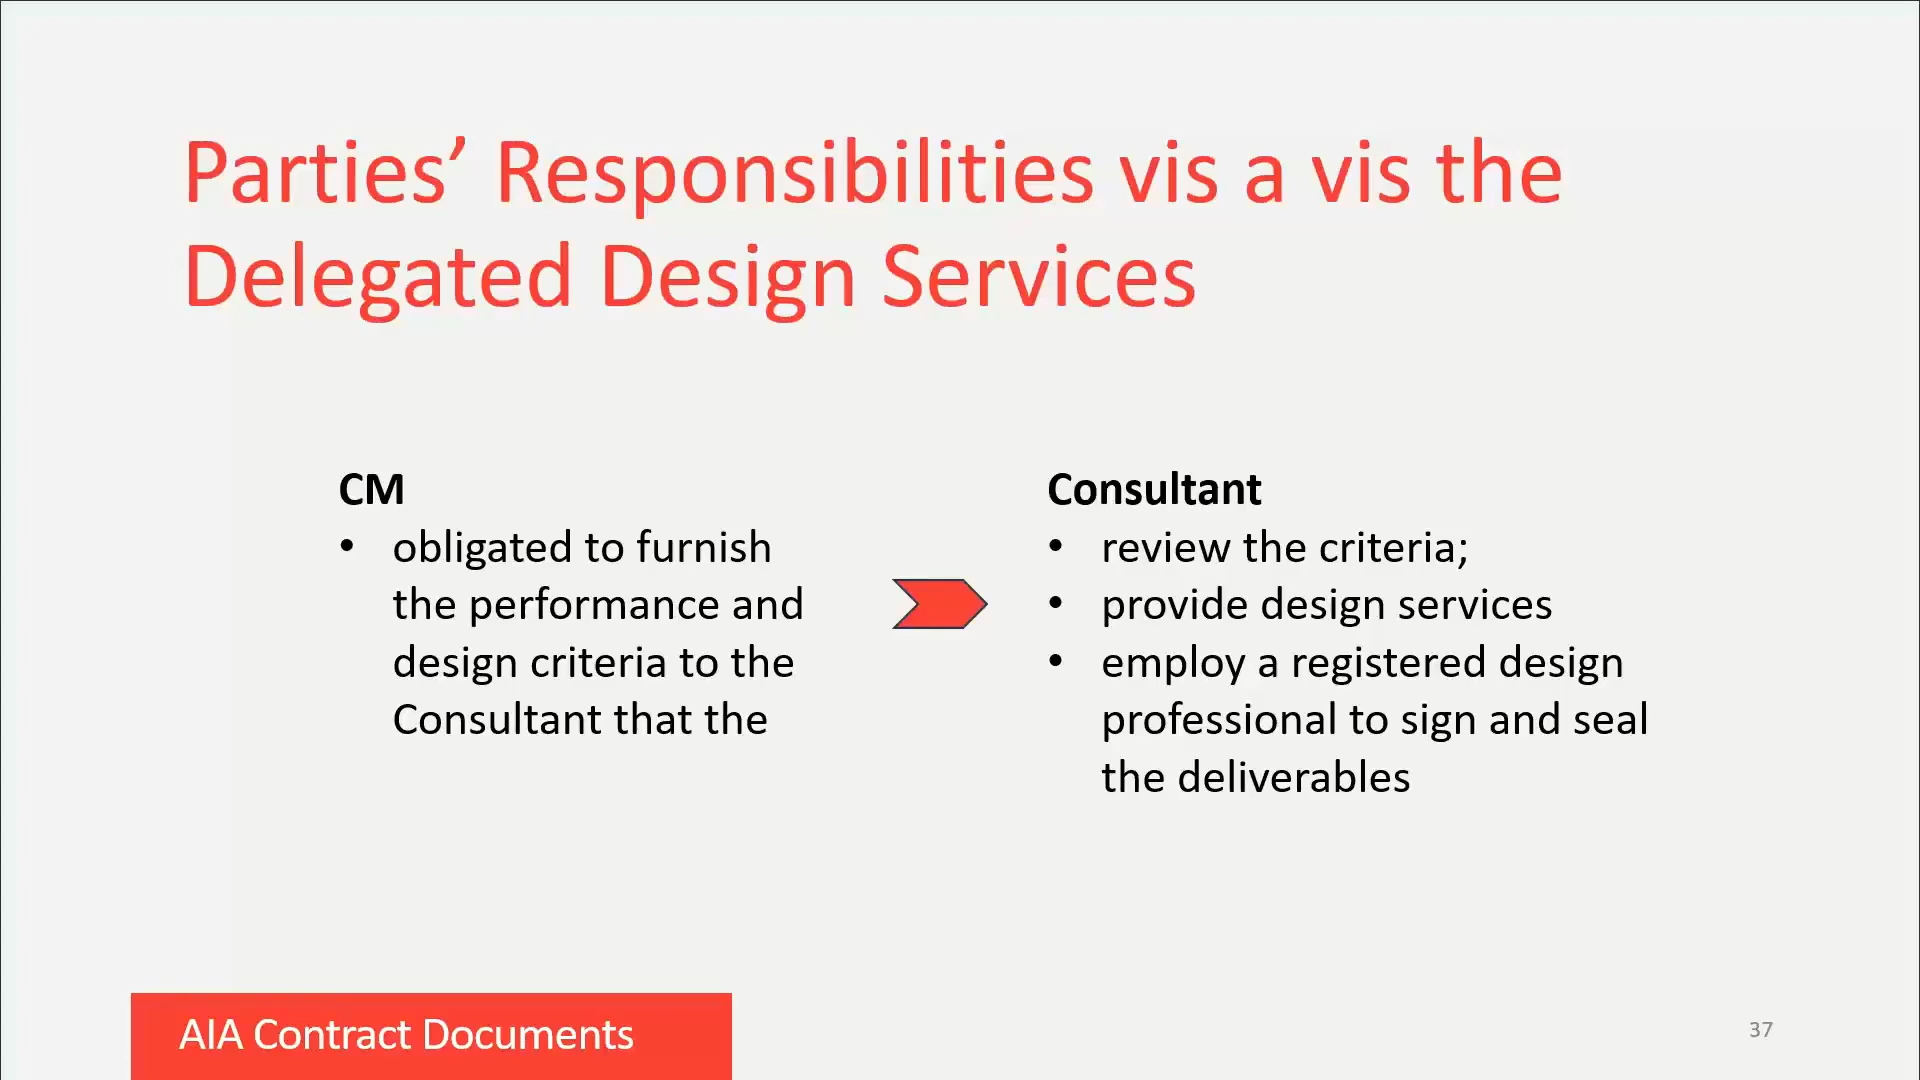 Parties’ Responsibilities vis a vis the
Delegated Design Services
CM
• obligated to furnish
the performance and
design criteria to the
Consultant that the
Consultant
• review the criteria;
• provide design services
• employ a registered design
professional to sign and seal
the deliverables
AIA Contract Documents
37